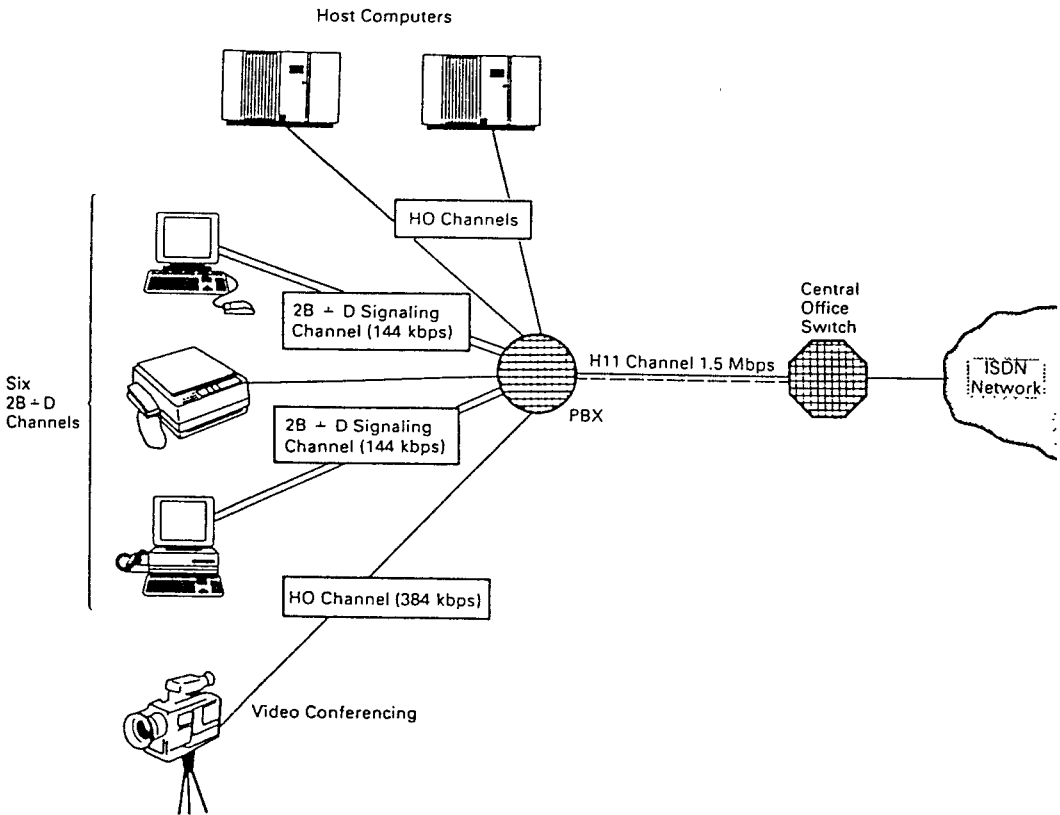 Host Computers
HO Channels
2B + D Signaling
Channel (144 kbps)
Six
2B + D
Channels
2B + D Signaling
Channel (144 kbps)
H11 Channel 1.5 Mbps
PBX
Central
Office
Switch
ISDN
Network
HO Channel (384 kbps)
Video Conferencing